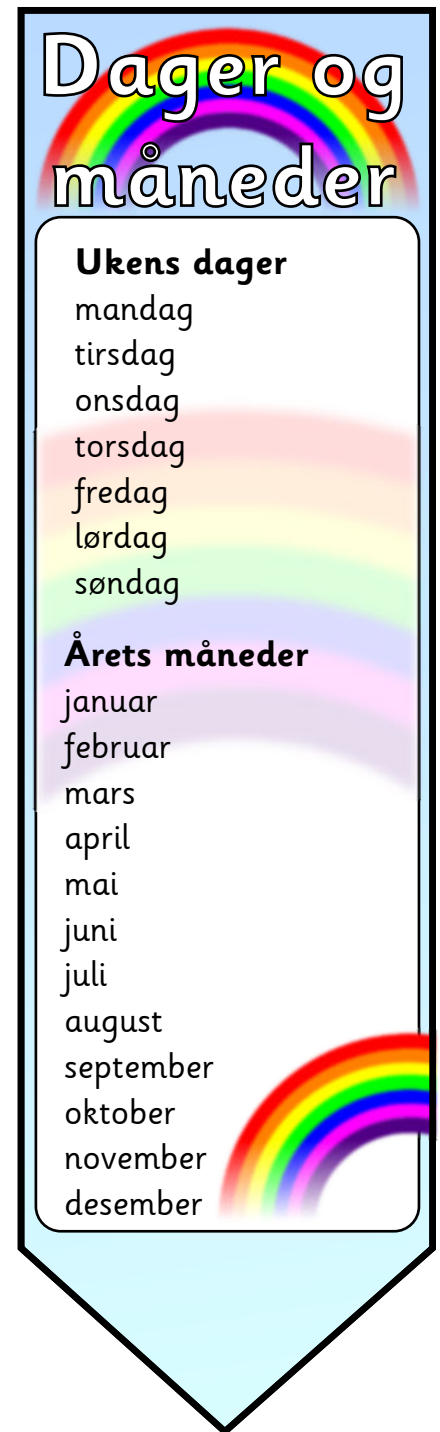 Dager og
måneder
Ukens dager
mandag
tirsdag
onsdag
torsdag
fredag
lørdag
søndag
Årets måneder
januar
februar
mars
april
mai
juni
juli
august
september
oktober
november
desember